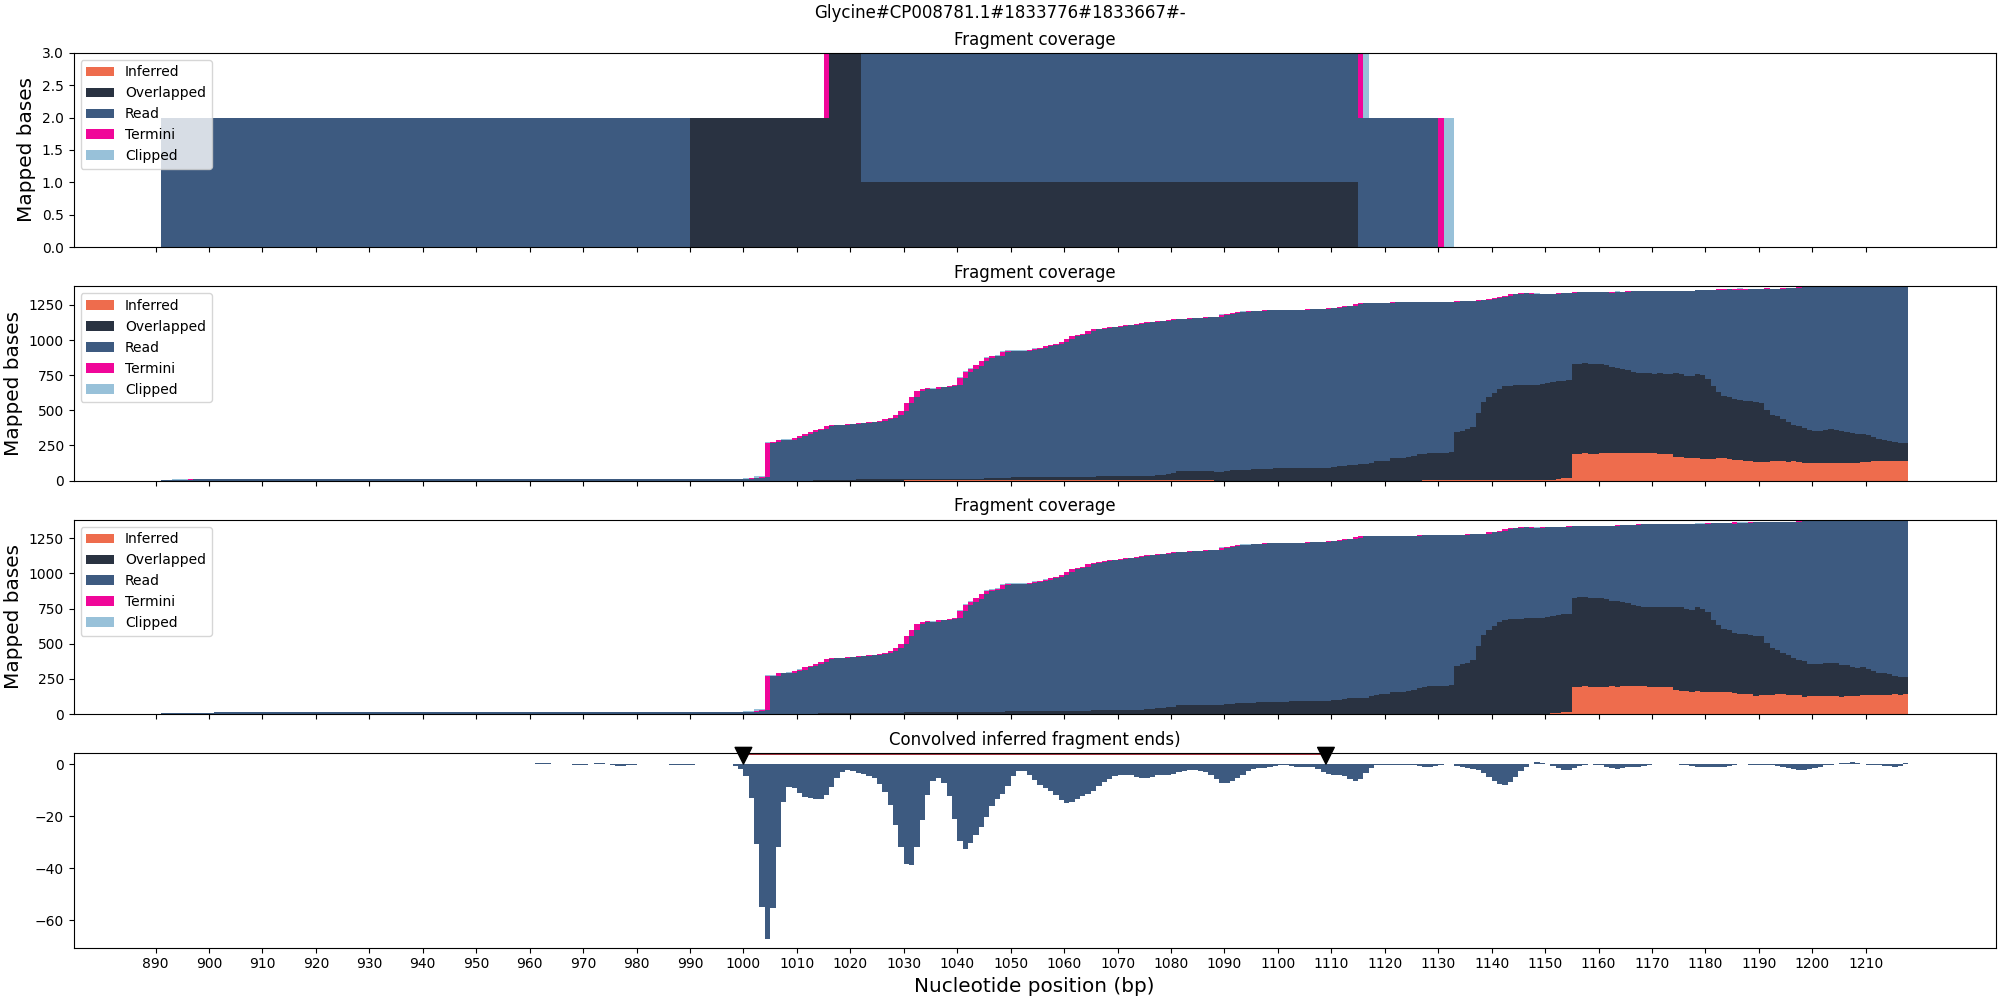 Glycine#CP008781.1#1833776#1833667#-
Fragment coverage
Mapped bases
3.0
2.5
2.0
1.5
1.0
0.5
0.0
Inferred
Overlapped
Read
Termini
Clipped
Fragment coverage
Mapped bases
1250
1000
750
500
250
0
Inferred
Overlapped
Read
Termini
Clipped
Fragment coverage
Mapped bases
1250
1000
750
500
250
0
Inferred
Overlapped
Read
Termini
Clipped
Convolved inferred fragment ends)
0
−20
−40
−60
890 900 910 920 930 940 950 960 970 980 990 1000 1010 1020 1030 1040 1050 1060 1070 1080 1090 1100 1110 1120 1130 1140 1150 1160 1170 1180 1190 1200 1210
Nucleotide position (bp)